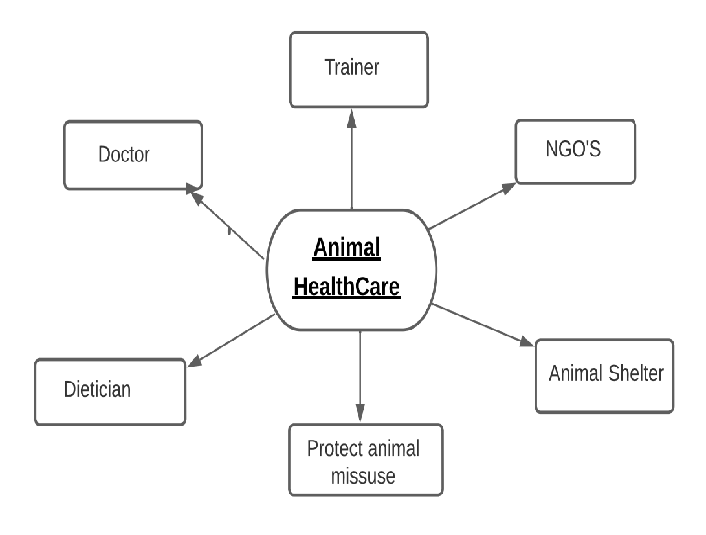 Trainer
Doctor
NGO'S
Animal
HealthCare
Dietician
Animal Shelter
Protect animal
missuse